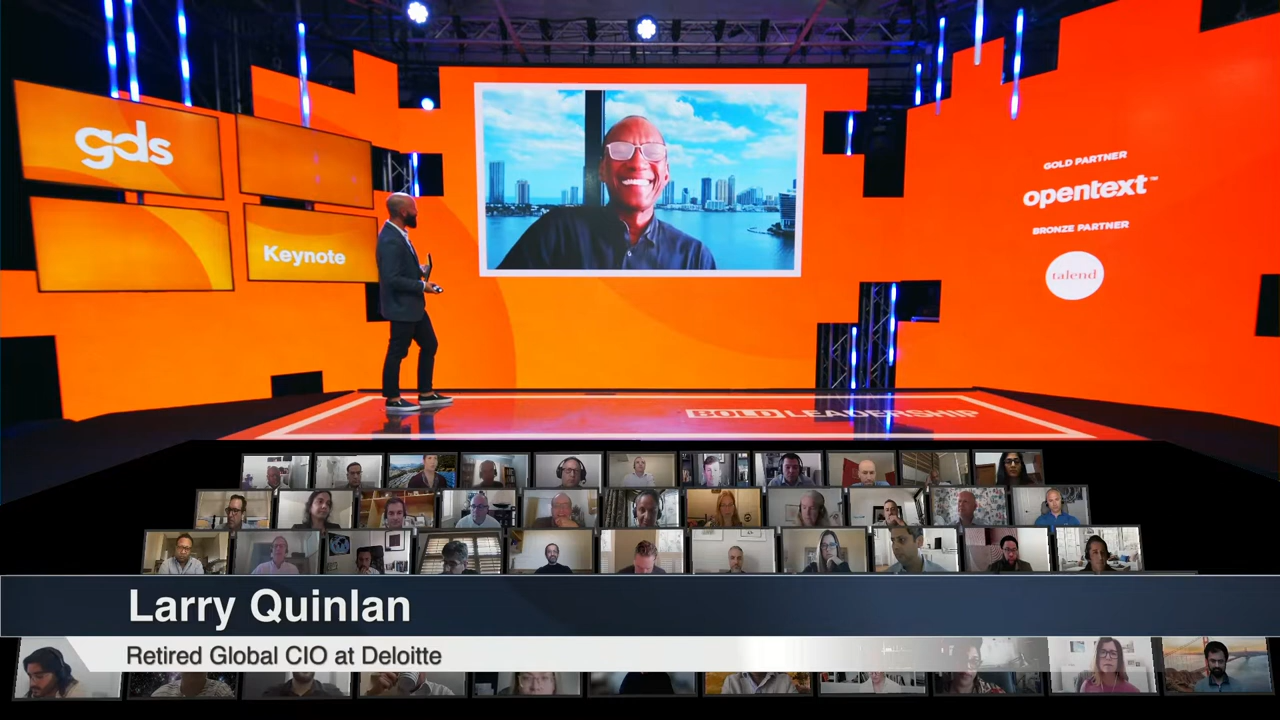 gds
Keynote
GOLD PARTNER
opentext™
BRONZE PARTNER
talend
BOLD LEADERSHIP
Larry Quinlan
Retired Global CIO at Deloitte